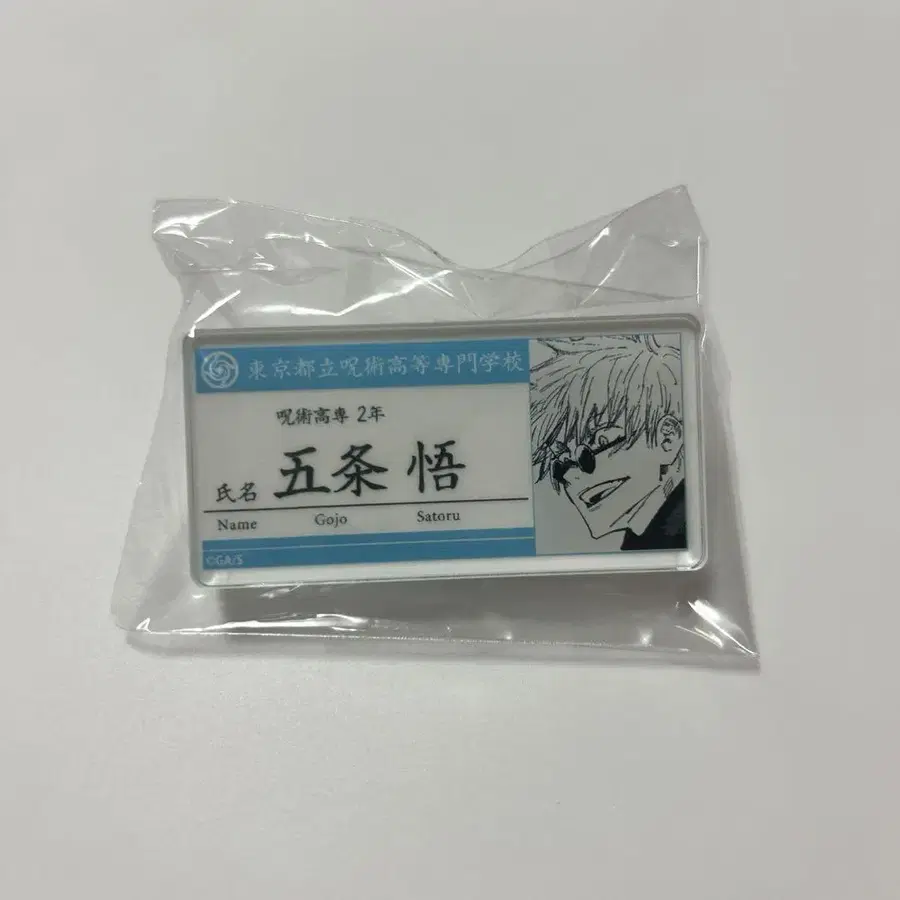 東京都立呪術高等専門学校
呪術高専 2年
氏名 五条 悟
Name Gojo Satoru
©GA/S